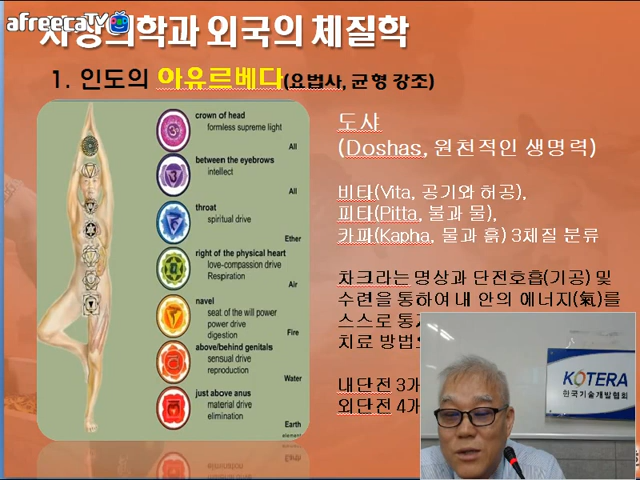 afreecaTV
사상의학과 외국의 체질학
1. 인도의 아유르베다(요법사, 균형 강조)
crown of head
formless supreme light
All
between the eyebrows
intellect
All
throat
spiritual drive
Ether
right of the physical heart
love-compassion drive
Respiration
Air
navel
seat of the will power
power drive
digestion
Fire
above/behind genitals
sensual drive
reproduction
Water
just above anus
material drive
elimination
Earth
element
도샤
(Doshas, 원천적인 생명력)
비타(Vita, 공기와 허공),
피타(Pitta, 불과 물),
카파(Kapha, 물과 흙) 3체질 분류
차크라는 명상과 단전호흡(기공) 및
수련을 통하여 내 안의 에너지(氣)를
스스로
치료 방법
내단전 3개
외단전 4개
KOTERA
한국기술개발협회